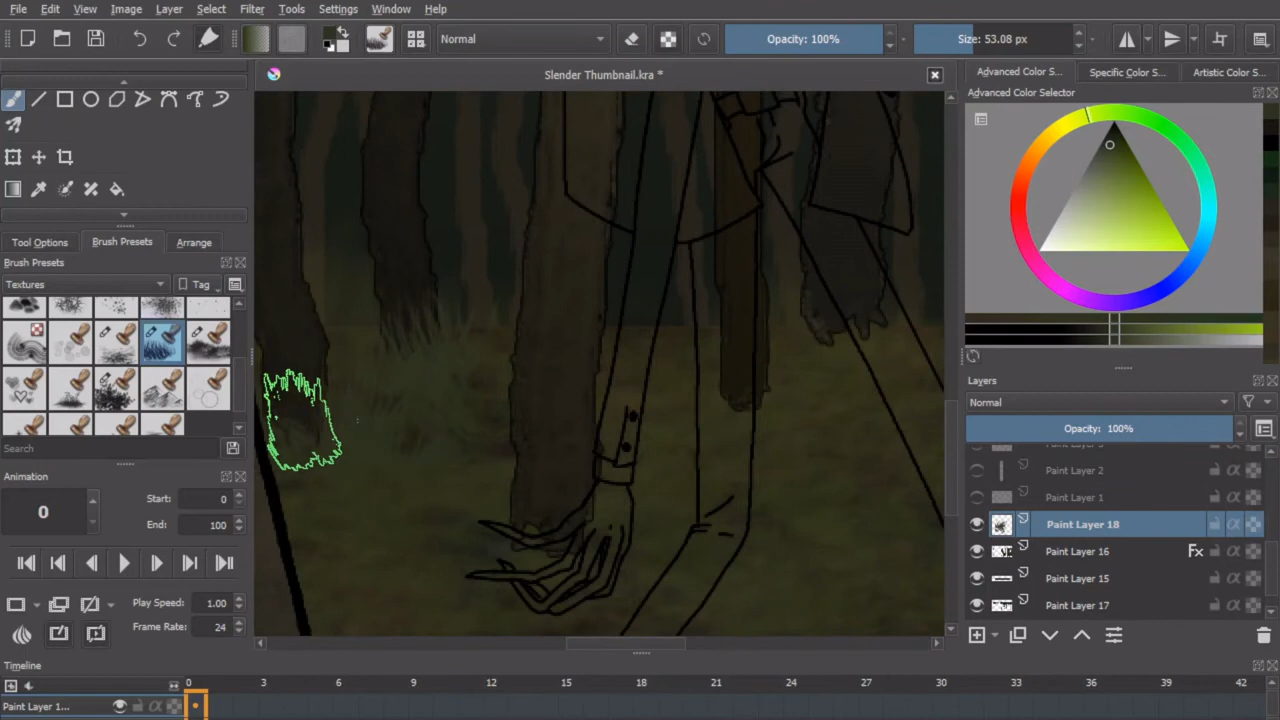 File Edit View Image Layer Select Filter Tools Settings Window Help
Normal Opacity: 100% Size: 53.08 px
Slender Thumbnail.kra *
Advanced Color S... Specific Color S... Artistic Color S...
Advanced Color Selector
Tool Options Brush Presets Arrange
Brush Presets
Textures Tag
Search
Animation
0
Start: 0
End: 100
Play Speed: 1.00
Frame Rate: 24
Layers
Normal
Opacity: 100%
Paint Layer 2
Paint Layer 1
Paint Layer 18
Paint Layer 16 Fx
Paint Layer 15
Paint Layer 17
Timeline
0 3 6 9 12 15 18 21 24 27 30 33 36 39 42
Paint Layer 1...